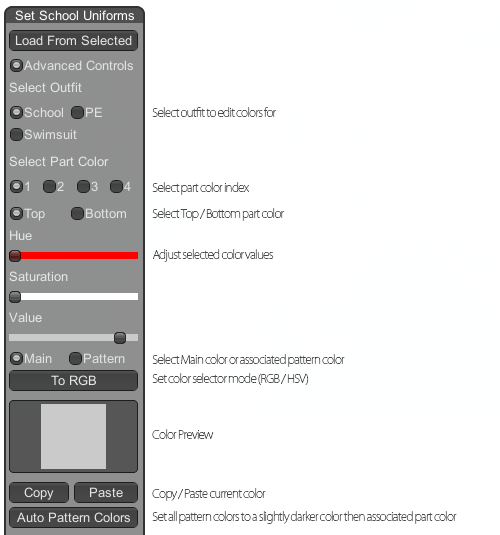 Set School Uniforms
Load From Selected
Advanced Controls
Select Outfit
School PE Select outfit to edit colors for
Swimsuit
Select Part Color
1 2 3 4 Select part color index
Top Bottom Select Top / Bottom part color
Hue
Adjust selected color values
Saturation
Value
Main Pattern Select Main color or associated pattern color
To RGB Set color selector mode (RGB / HSV)
Color Preview
Copy Paste Copy / Paste current color
Auto Pattern Colors Set all pattern colors to a slightly darker color then associated part color